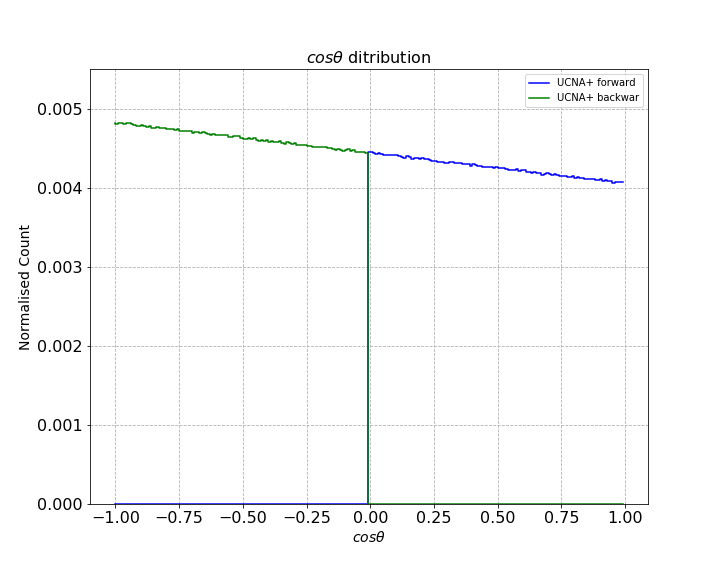 cosθ ditribution
UCNA+ forward
UCNA+ backwar
Normalised Count
0.005
0.004
0.003
0.002
0.001
0.000
−1.00 −0.75 −0.50 −0.25 0.00 0.25 0.50 0.75 1.00
cosθ